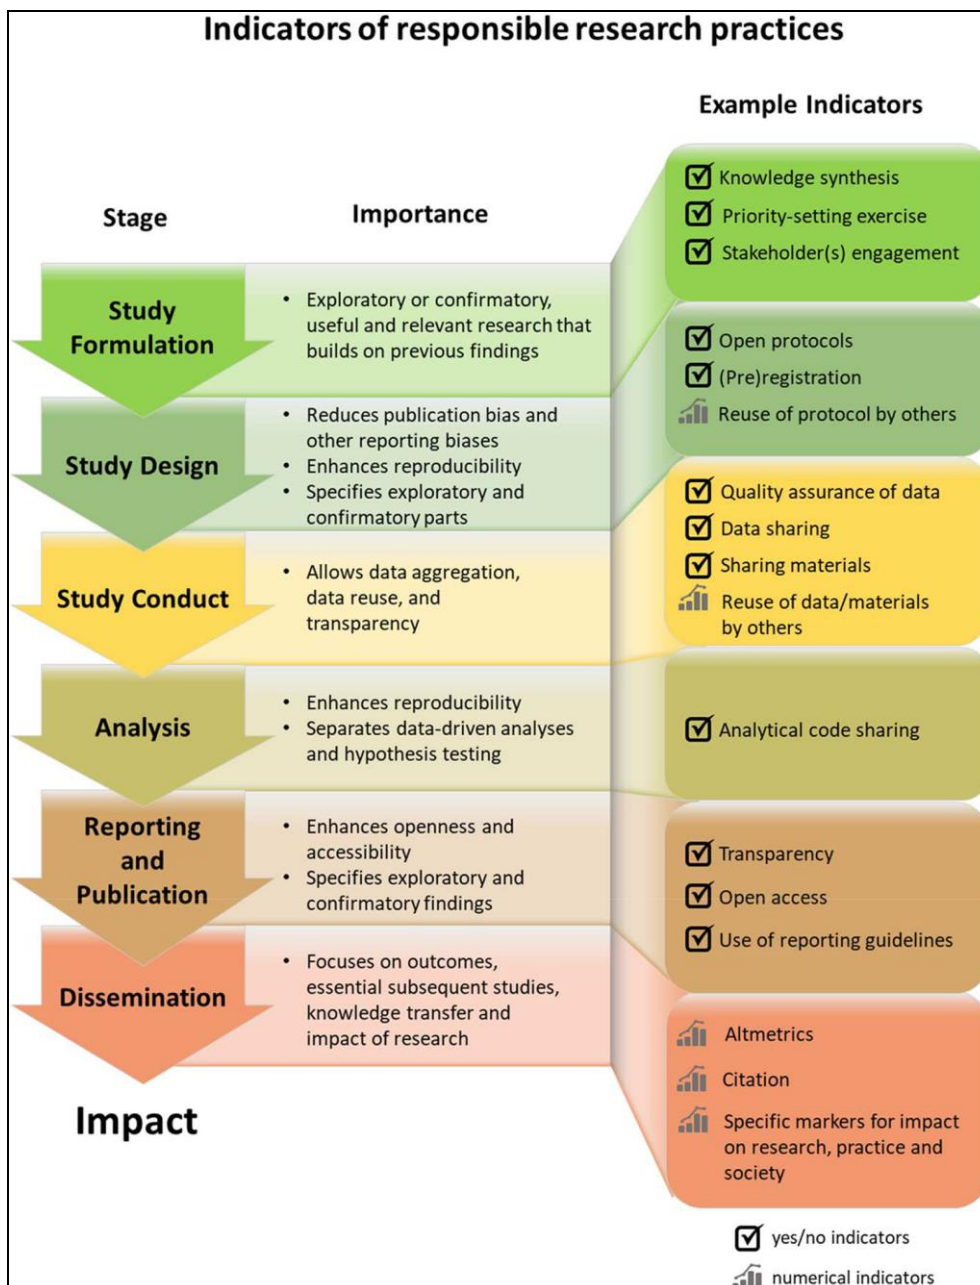 Indicators of responsible research practices
Stage
Importance
Example Indicators
Study
Formulation
• Exploratory or confirmatory,
useful and relevant research that
builds on previous findings
Knowledge synthesis
Priority-setting exercise
Stakeholder(s) engagement
Study Design
• Reduces publication bias and
other reporting biases
• Enhances reproducibility
• Specifies exploratory and
confirmatory parts
Open protocols
(Pre)registration
Reuse of protocol by others
Study Conduct
• Allows data aggregation,
data reuse, and
transparency
Quality assurance of data
Data sharing
Sharing materials
Reuse of data/materials
by others
Analysis
• Enhances reproducibility
• Separates data-driven analyses
and hypothesis testing
Analytical code sharing
Reporting
and
Publication
• Enhances openness and
accessibility
• Specifies exploratory and
confirmatory findings
Transparency
Open access
Use of reporting guidelines
Dissemination
• Focuses on outcomes,
essential subsequent studies,
knowledge transfer and
impact of research
Altmetrics
Citation
Specific markers for impact
on research, practice and
society
Impact
yes/no indicators
numerical indicators